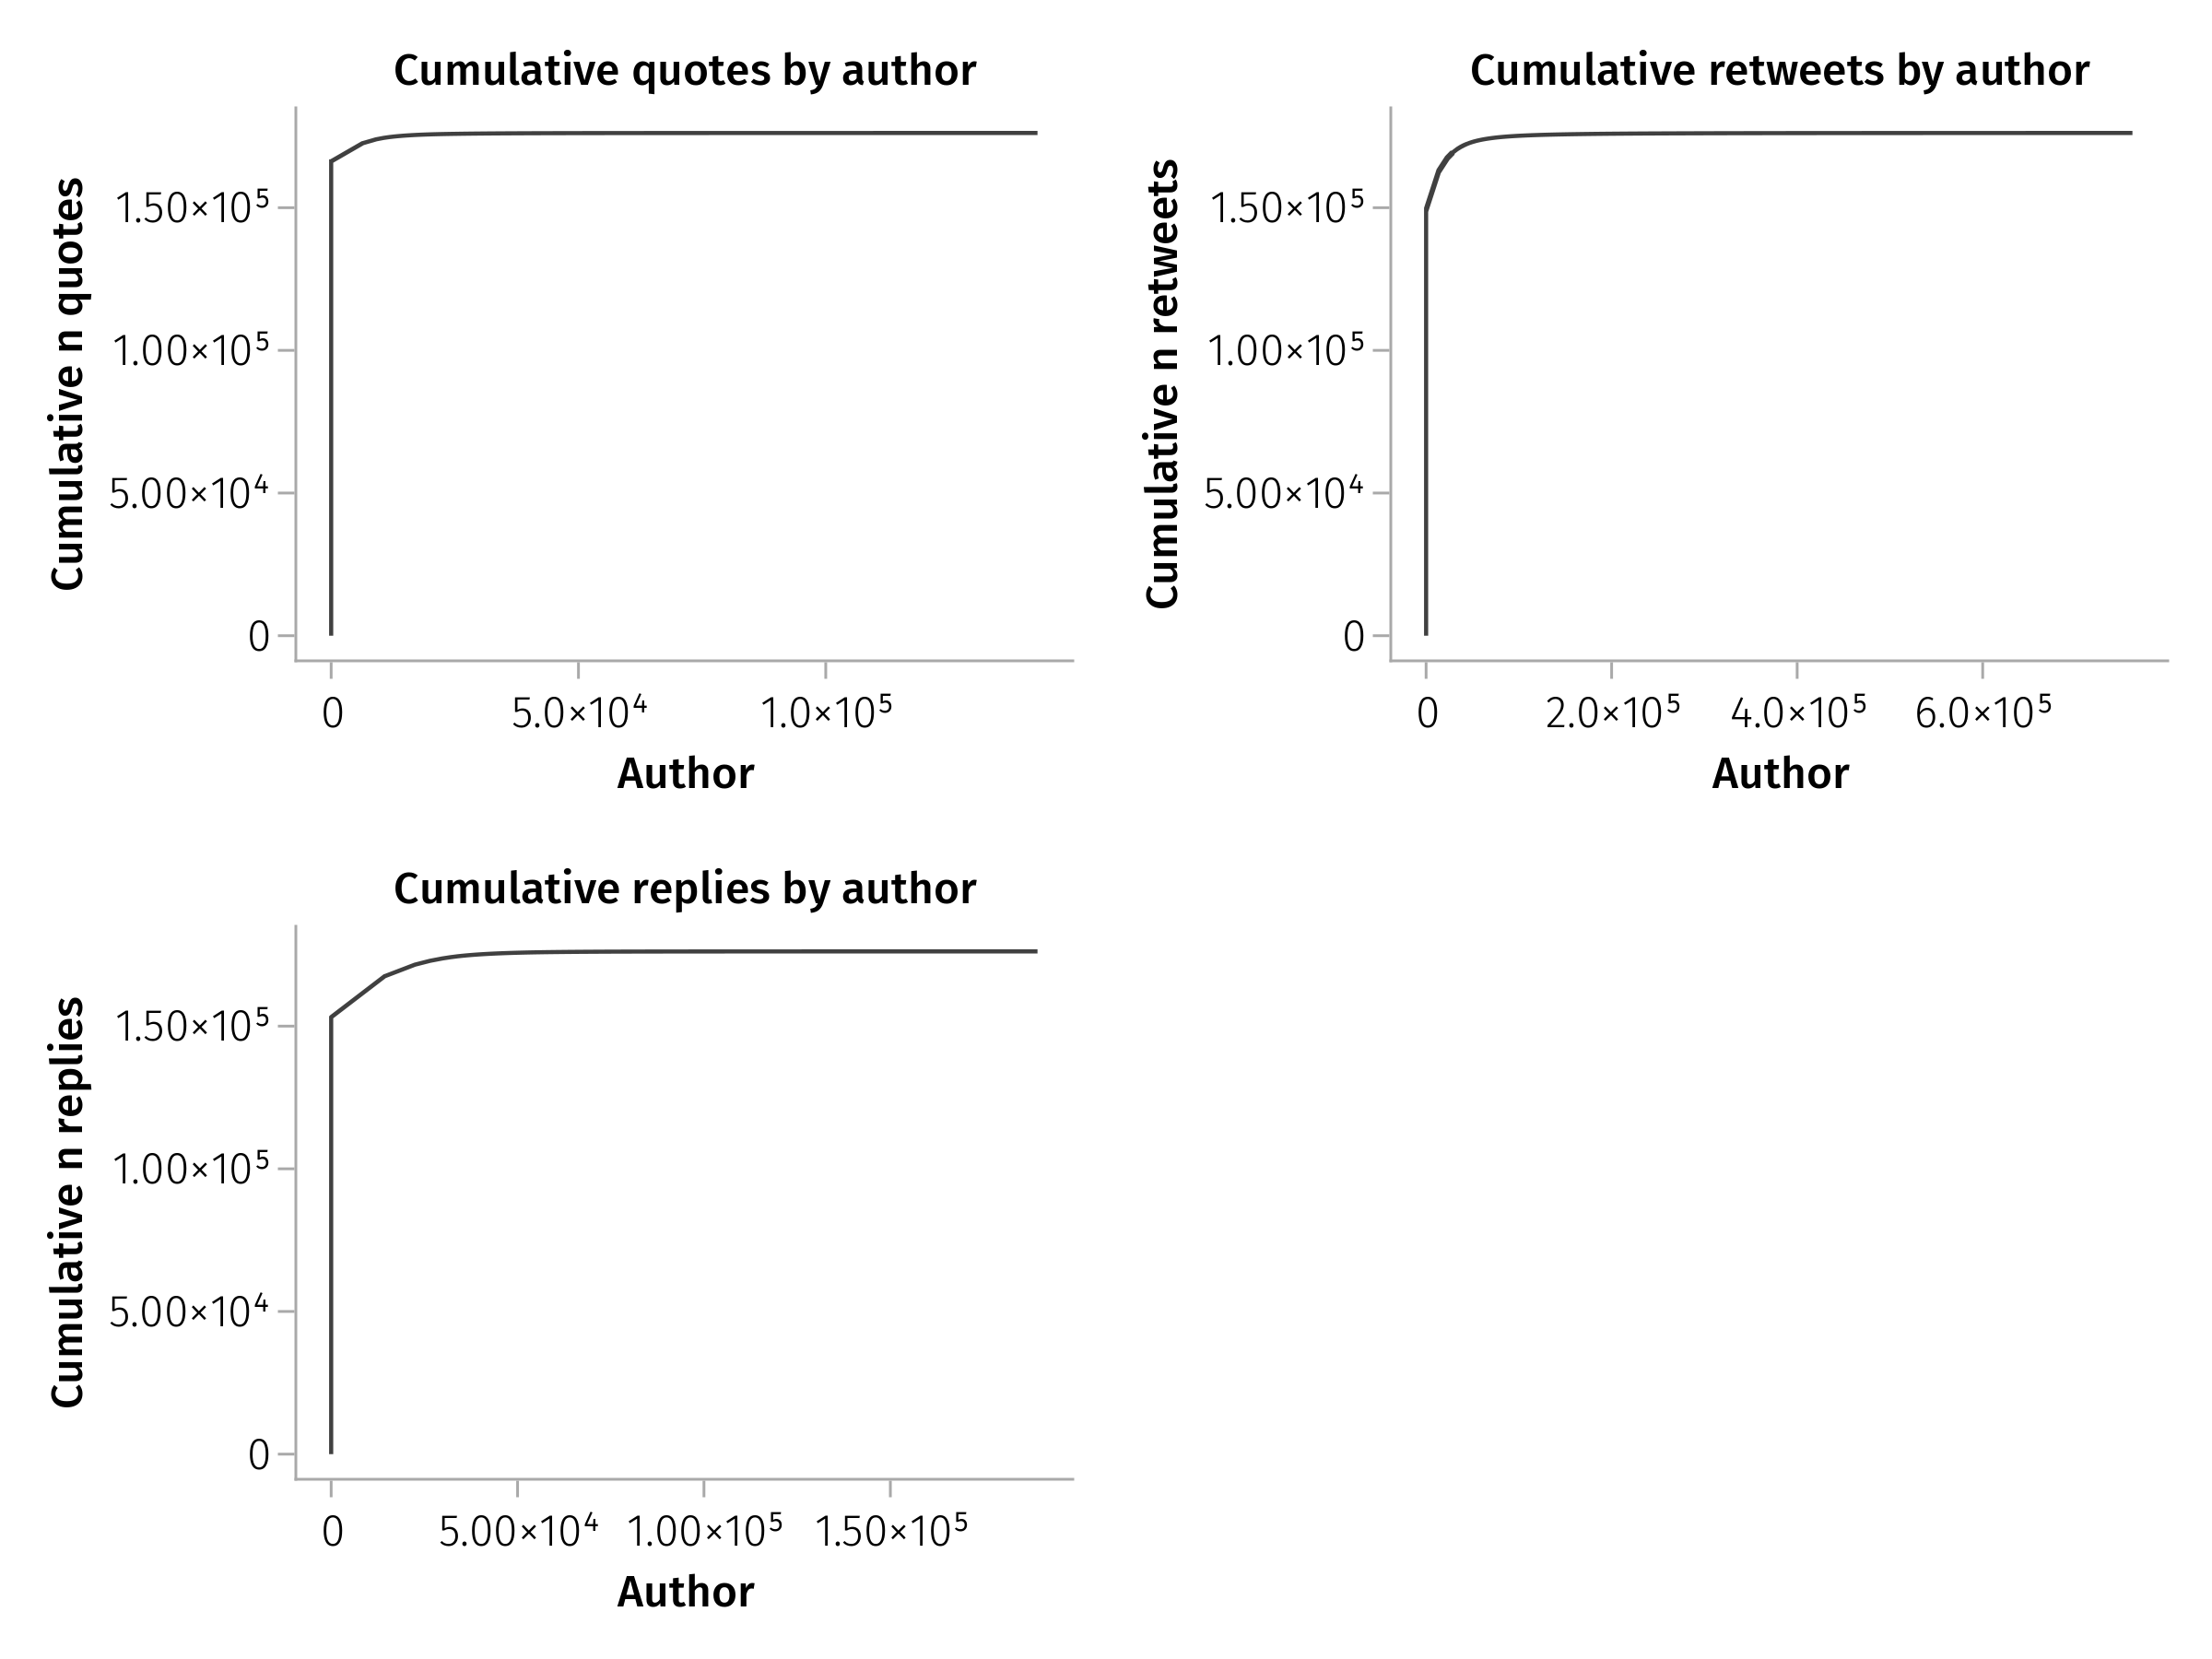 Cumulative quotes by author
Cumulative n quotes
1.50×10⁵
1.00×10⁵
5.00×10⁴
0
0
5.0×10⁴
1.0×10⁵
Author
Cumulative retweets by author
Cumulative n retweets
1.50×10⁵
1.00×10⁵
5.00×10⁴
0
0
2.0×10⁵
4.0×10⁵
6.0×10⁵
Author
Cumulative replies by author
Cumulative n replies
1.50×10⁵
1.00×10⁵
5.00×10⁴
0
0
5.00×10⁴
1.00×10⁵
1.50×10⁵
Author